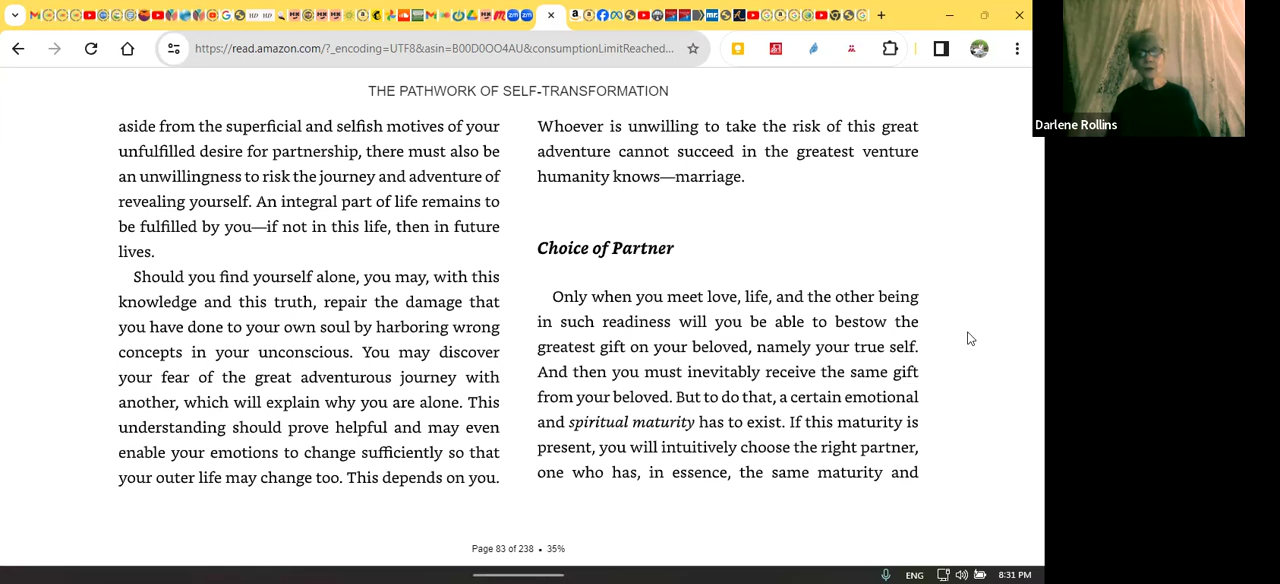 https://read.amazon.com/?_encoding=UTF8&asin=B00D0OO4AU&consumptionLimitReached...
Darlene Rollins
THE PATHWORK OF SELF-TRANSFORMATION
aside from the superficial and selfish motives of your
unfulfilled desire for partnership, there must also be
an unwillingness to risk the journey and adventure of
revealing yourself. An integral part of life remains to
be fulfilled by you—if not in this life, then in future
lives.
Should you find yourself alone, you may, with this
knowledge and this truth, repair the damage that
you have done to your own soul by harboring wrong
concepts in your unconscious. You may discover
your fear of the great adventurous journey with
another, which will explain why you are alone. This
understanding should prove helpful and may even
enable your emotions to change sufficiently so that
your outer life may change too. This depends on you.
Whoever is unwilling to take the risk of this great
adventure cannot succeed in the greatest venture
humanity knows—marriage.
Choice of Partner
Only when you meet love, life, and the other being
in such readiness will you be able to bestow the
greatest gift on your beloved, namely your true self.
And then you must inevitably receive the same gift
from your beloved. But to do that, a certain emotional
and spiritual maturity has to exist. If this maturity is
present, you will intuitively choose the right partner,
one who has, in essence, the same maturity and
Page 83 of 238 • 35%
ENG
8:31 PM